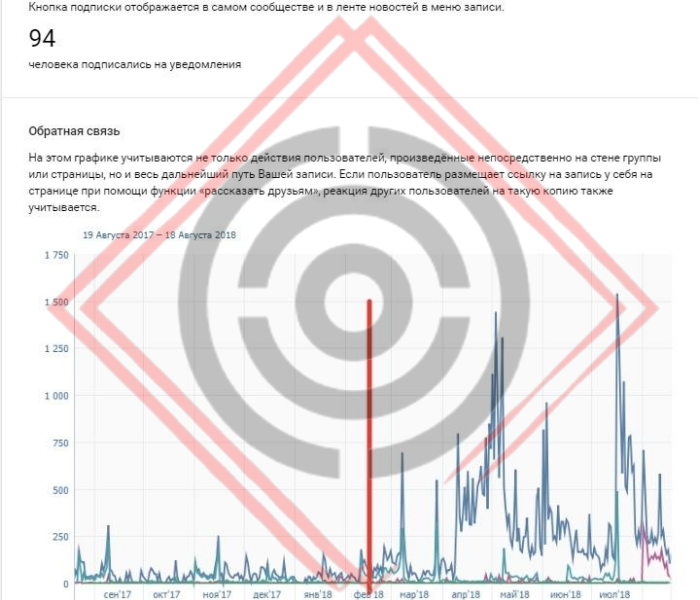 Кнопка подписки отображается в самом сообществе и в ленте новостей в меню записи.
94
человека подписались на уведомления
Обратная связь
На этом графике учитываются не только действия пользователей, произведённые непосредственно на стене группы
или страницы, но и весь дальнейший путь Вашей записи. Если пользователь размещает ссылку на запись у себя на
странице при помощи функции «рассказать друзьям», реакция других пользователей на такую копию также
учитывается.
19 Августа 2017 – 18 Августа 2018
1 750
1 500
1 250
1 000
750
500
250
0
сен'17 окт'17 ноя'17 дек'17 янв'18 фев'18 мар'18 апр'18 май'18 июн'18 июл'18